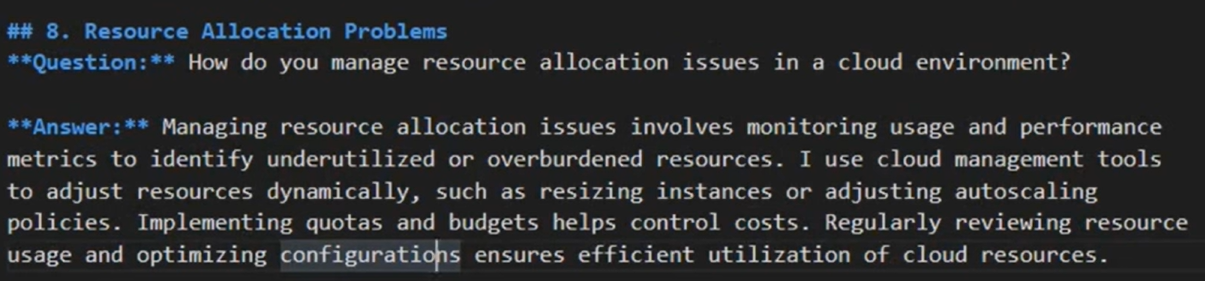 ## 8. Resource Allocation Problems
**Question:** How do you manage resource allocation issues in a cloud environment?
**Answer:** Managing resource allocation issues involves monitoring usage and performance
metrics to identify underutilized or overburdened resources. I use cloud management tools
to adjust resources dynamically, such as resizing instances or adjusting autoscaling
policies. Implementing quotas and budgets helps control costs. Regularly reviewing resource
usage and optimizing configurations ensures efficient utilization of cloud resources.